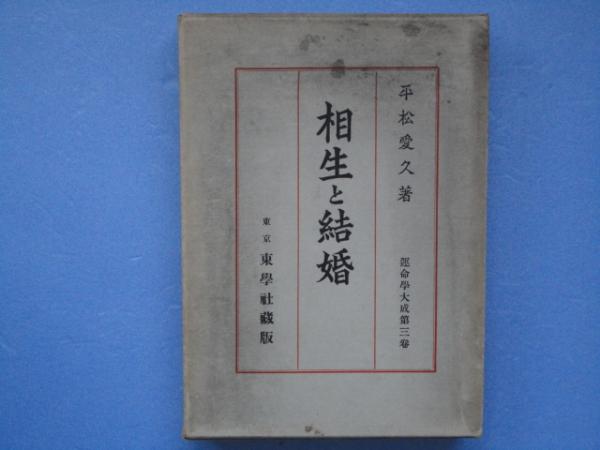 平松愛久著
運命學大成第三卷
相生と結婚
東京 東學社藏版